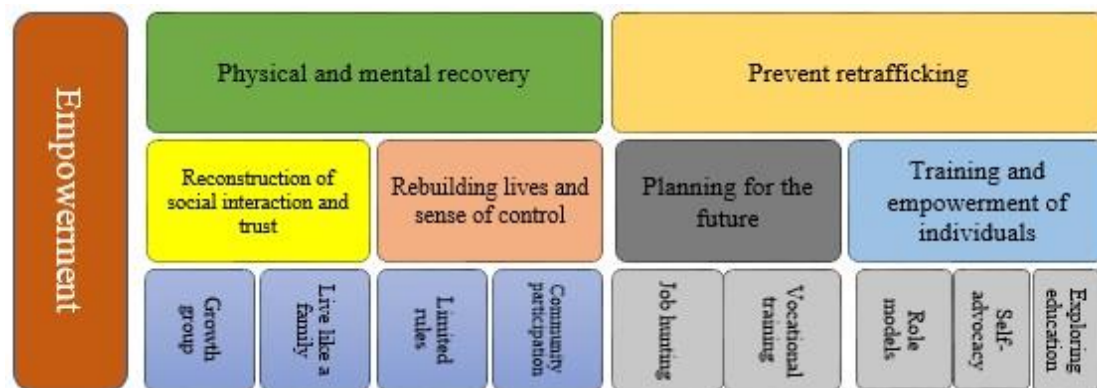 Empowerment
Physical and mental recovery
Prevent retrafficking
Reconstruction of
social interaction and
trust
Rebuilding lives and
sense of control
Planning for the
future
Training and
empowerment of
individuals
Growth
group
Live like a
family
Limited
rules
Community
participation
Job hunting
Vocational
training
Role
models
Self-
advocacy
Exploring
education